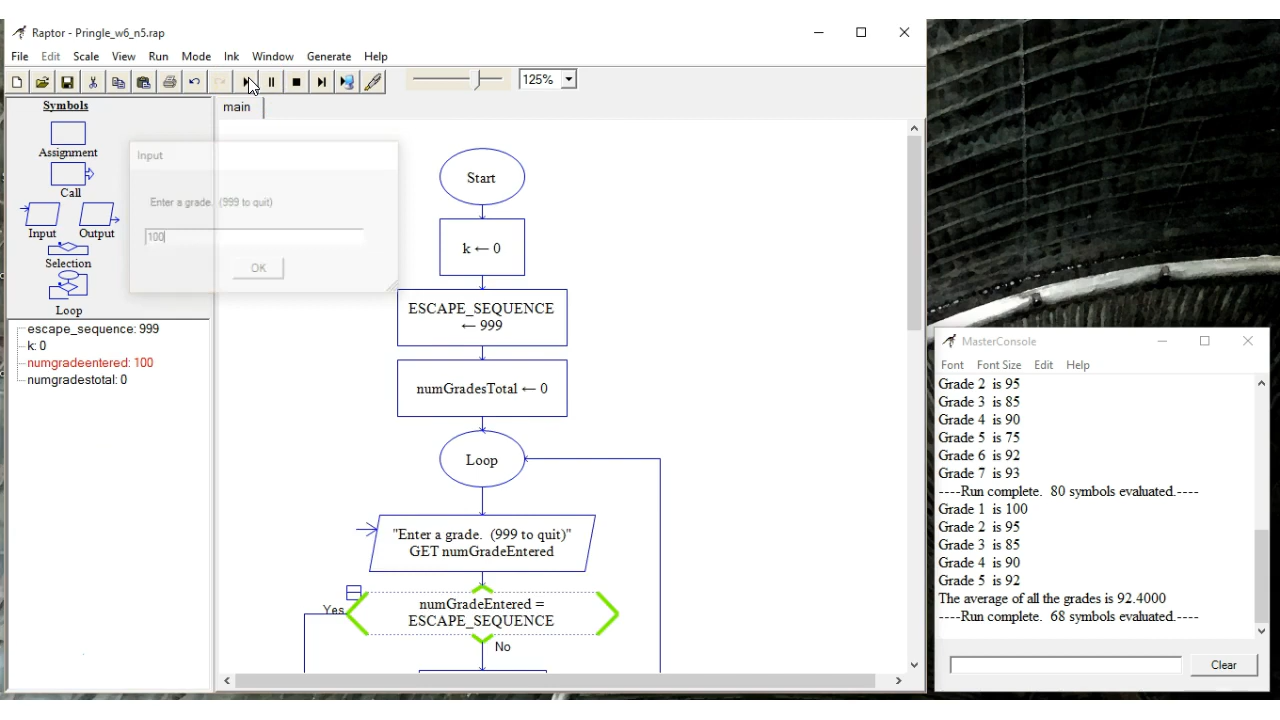 Raptor - Pringle_w6_n5.rap
File Edit Scale View Run Mode Ink Window Generate Help
125%
Symbols
Assignment
Call
Input Output
Selection
Loop
main
Input
Enter a grade. (999 to quit)
100
OK
escape_sequence: 999
k: 0
numgradeentered: 100
numgradestotal: 0
Start
k ← 0
ESCAPE_SEQUENCE
← 999
numGradesTotal ← 0
Loop
"Enter a grade. (999 to quit)"
GET numGradeEntered
Yes
numGradeEntered =
ESCAPE_SEQUENCE
No
MasterConsole
Font Font Size Edit Help
Grade 2 is 95
Grade 3 is 85
Grade 4 is 90
Grade 5 is 75
Grade 6 is 92
Grade 7 is 93
----Run complete. 80 symbols evaluated.----
Grade 1 is 100
Grade 2 is 95
Grade 3 is 85
Grade 4 is 90
Grade 5 is 92
The average of all the grades is 92.4000
----Run complete. 68 symbols evaluated.----
Clear